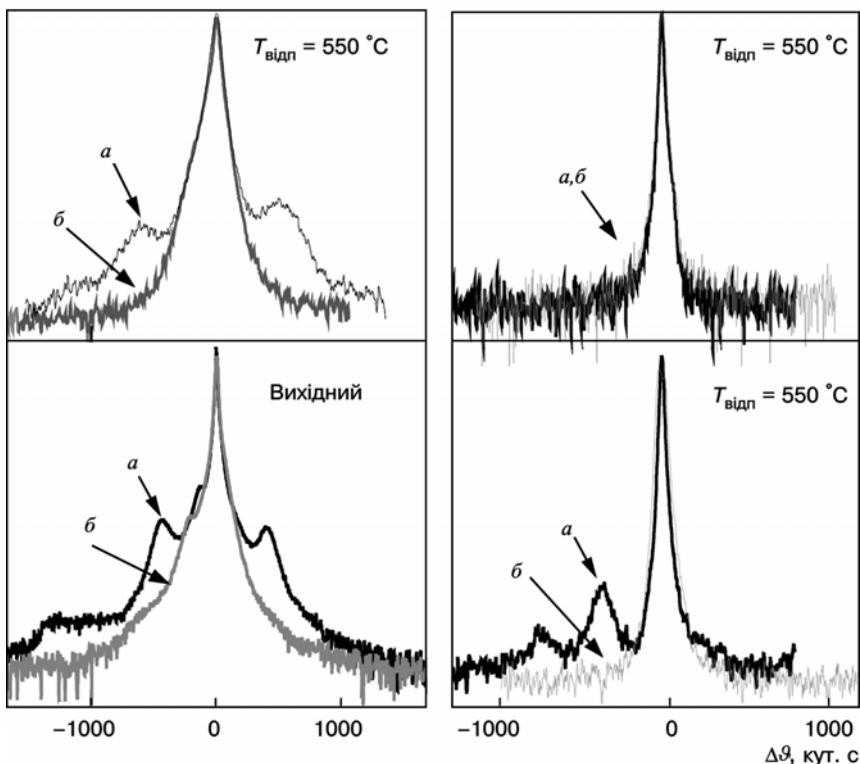 T відп = 550 °C
а
б
T відп = 550 °C
а,б
Вихідний
а
б
T відп = 550 °C
а
б
−1000 0 1000
−1000 0 1000
Δϑ, кут. с